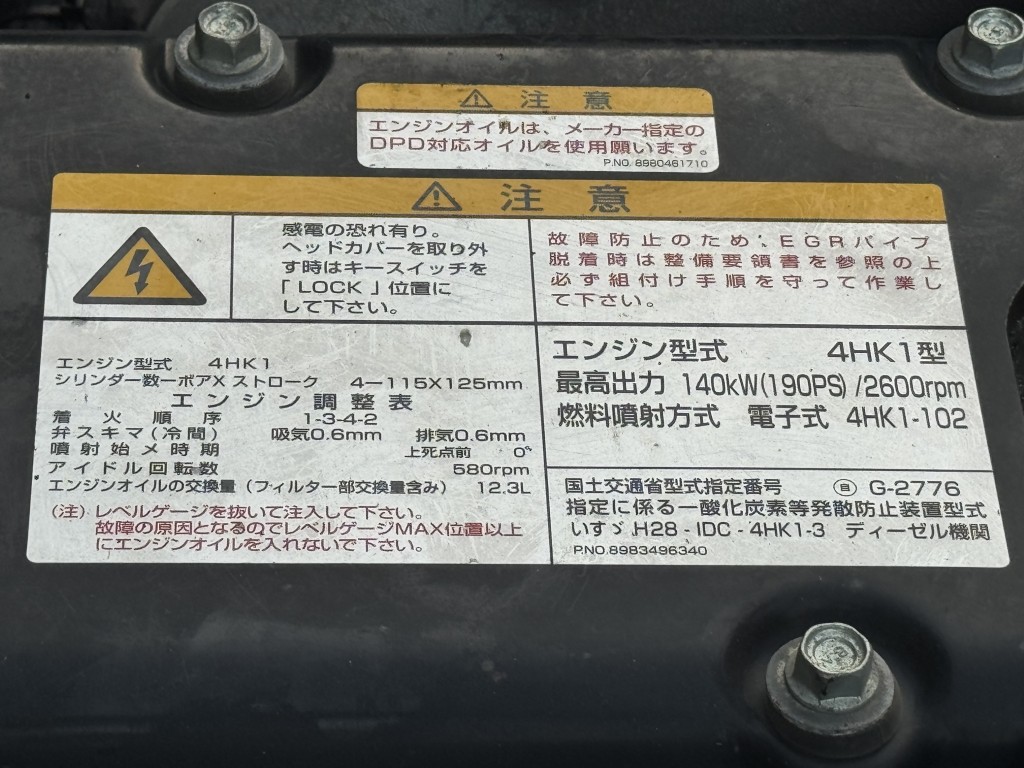 ⚠ 注意
エンジンオイルは、メーカー指定の
DPD対応オイルを使用願います。
P.NO. 8980461710
⚠ 注意
感電の恐れ有り。
ヘッドカバーを取り外
す時はキースイッチを
「LOCK」位置に
して下さい。
故障防止のため、EGRパイプ
脱着時は整備要領書を参照の上
必ず組付け手順を守って作業し
て下さい。
エンジン型式 4HK1
シリンダー数ーボアX ストローク 4ー115X125mm
エンジン調整表
着火順序 1-3-4-2
弁スキマ(冷間) 吸気0.6mm 排気0.6mm
噴射始メ時期 上死点前 0°
アイドル回転数 580rpm
エンジンオイルの交換量(フィルター部交換量含み) 12.3L
(注)レベルゲージを抜いて注入して下さい。
故障の原因となるのでレベルゲージMAX位置以上
にエンジンオイルを入れないで下さい。
エンジン型式 4HK1型
最高出力 140kW(190PS)/2600rpm
燃料噴射方式 電子式 4HK1-102
国土交通省型式指定番号 ㊀自 G-2776
指定に係る一酸化炭素等発散防止装置型式
いすゞ.H28-IDC-4HK1-3 ディーゼル機関
P.NO.8983496340